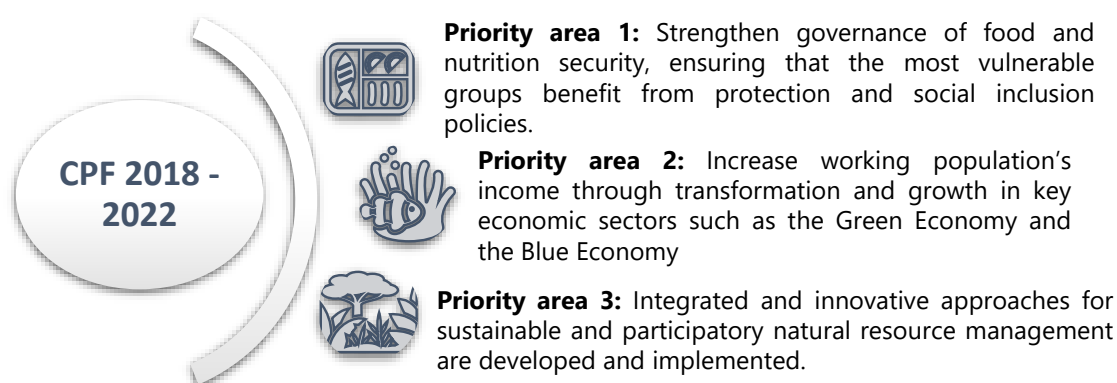 CPF 2018 -
2022
Priority area 1: Strengthen governance of food and
nutrition security, ensuring that the most vulnerable
groups benefit from protection and social inclusion
policies.
Priority area 2: Increase working population’s
income through transformation and growth in key
economic sectors such as the Green Economy and
the Blue Economy
Priority area 3: Integrated and innovative approaches for
sustainable and participatory natural resource management
are developed and implemented.